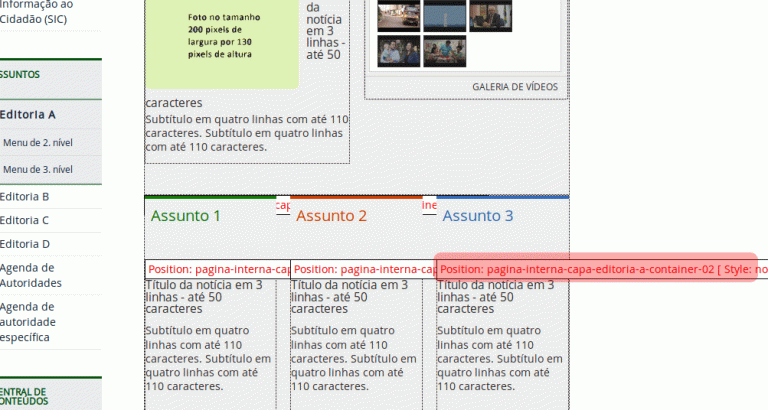 Informação ao
Cidadão (SIC)
SSUNTOS
Editoria A
Menu de 2. nível
Menu de 3. nível
Editoria B
Editoria C
Editoria D
Agenda de
Autoridades
Agenda de
autoridade
específica
ENTRAL DE
ONTEÚDOS
Foto no tamanho
200 pixels de
largura por 130
pixels de altura
da
notícia
em 3
linhas -
até 50
caracteres
Subtítulo em quatro linhas com até 110
caracteres. Subtítulo em quatro linhas
com até 110 caracteres.
GALERIA DE VÍDEOS
cap
ine
Assunto 1
Assunto 2
Assunto 3
Position: pagina-interna-cap
Position: pagina-interna-cap
Position: pagina-interna-capa-editoria-a-container-02 [ Style: no
Título da notícia em 3
linhas - até 50
caracteres
Subtítulo em quatro
linhas com até 110
caracteres. Subtítulo em
quatro linhas com até
110 caracteres.
Título da notícia em 3
linhas - até 50
caracteres
Subtítulo em quatro
linhas com até 110
caracteres. Subtítulo em
quatro linhas com até
110 caracteres.
Título da notícia em 3
linhas - até 50
caracteres
Subtítulo em quatro
linhas com até 110
caracteres. Subtítulo em
quatro linhas com até
110 caracteres.